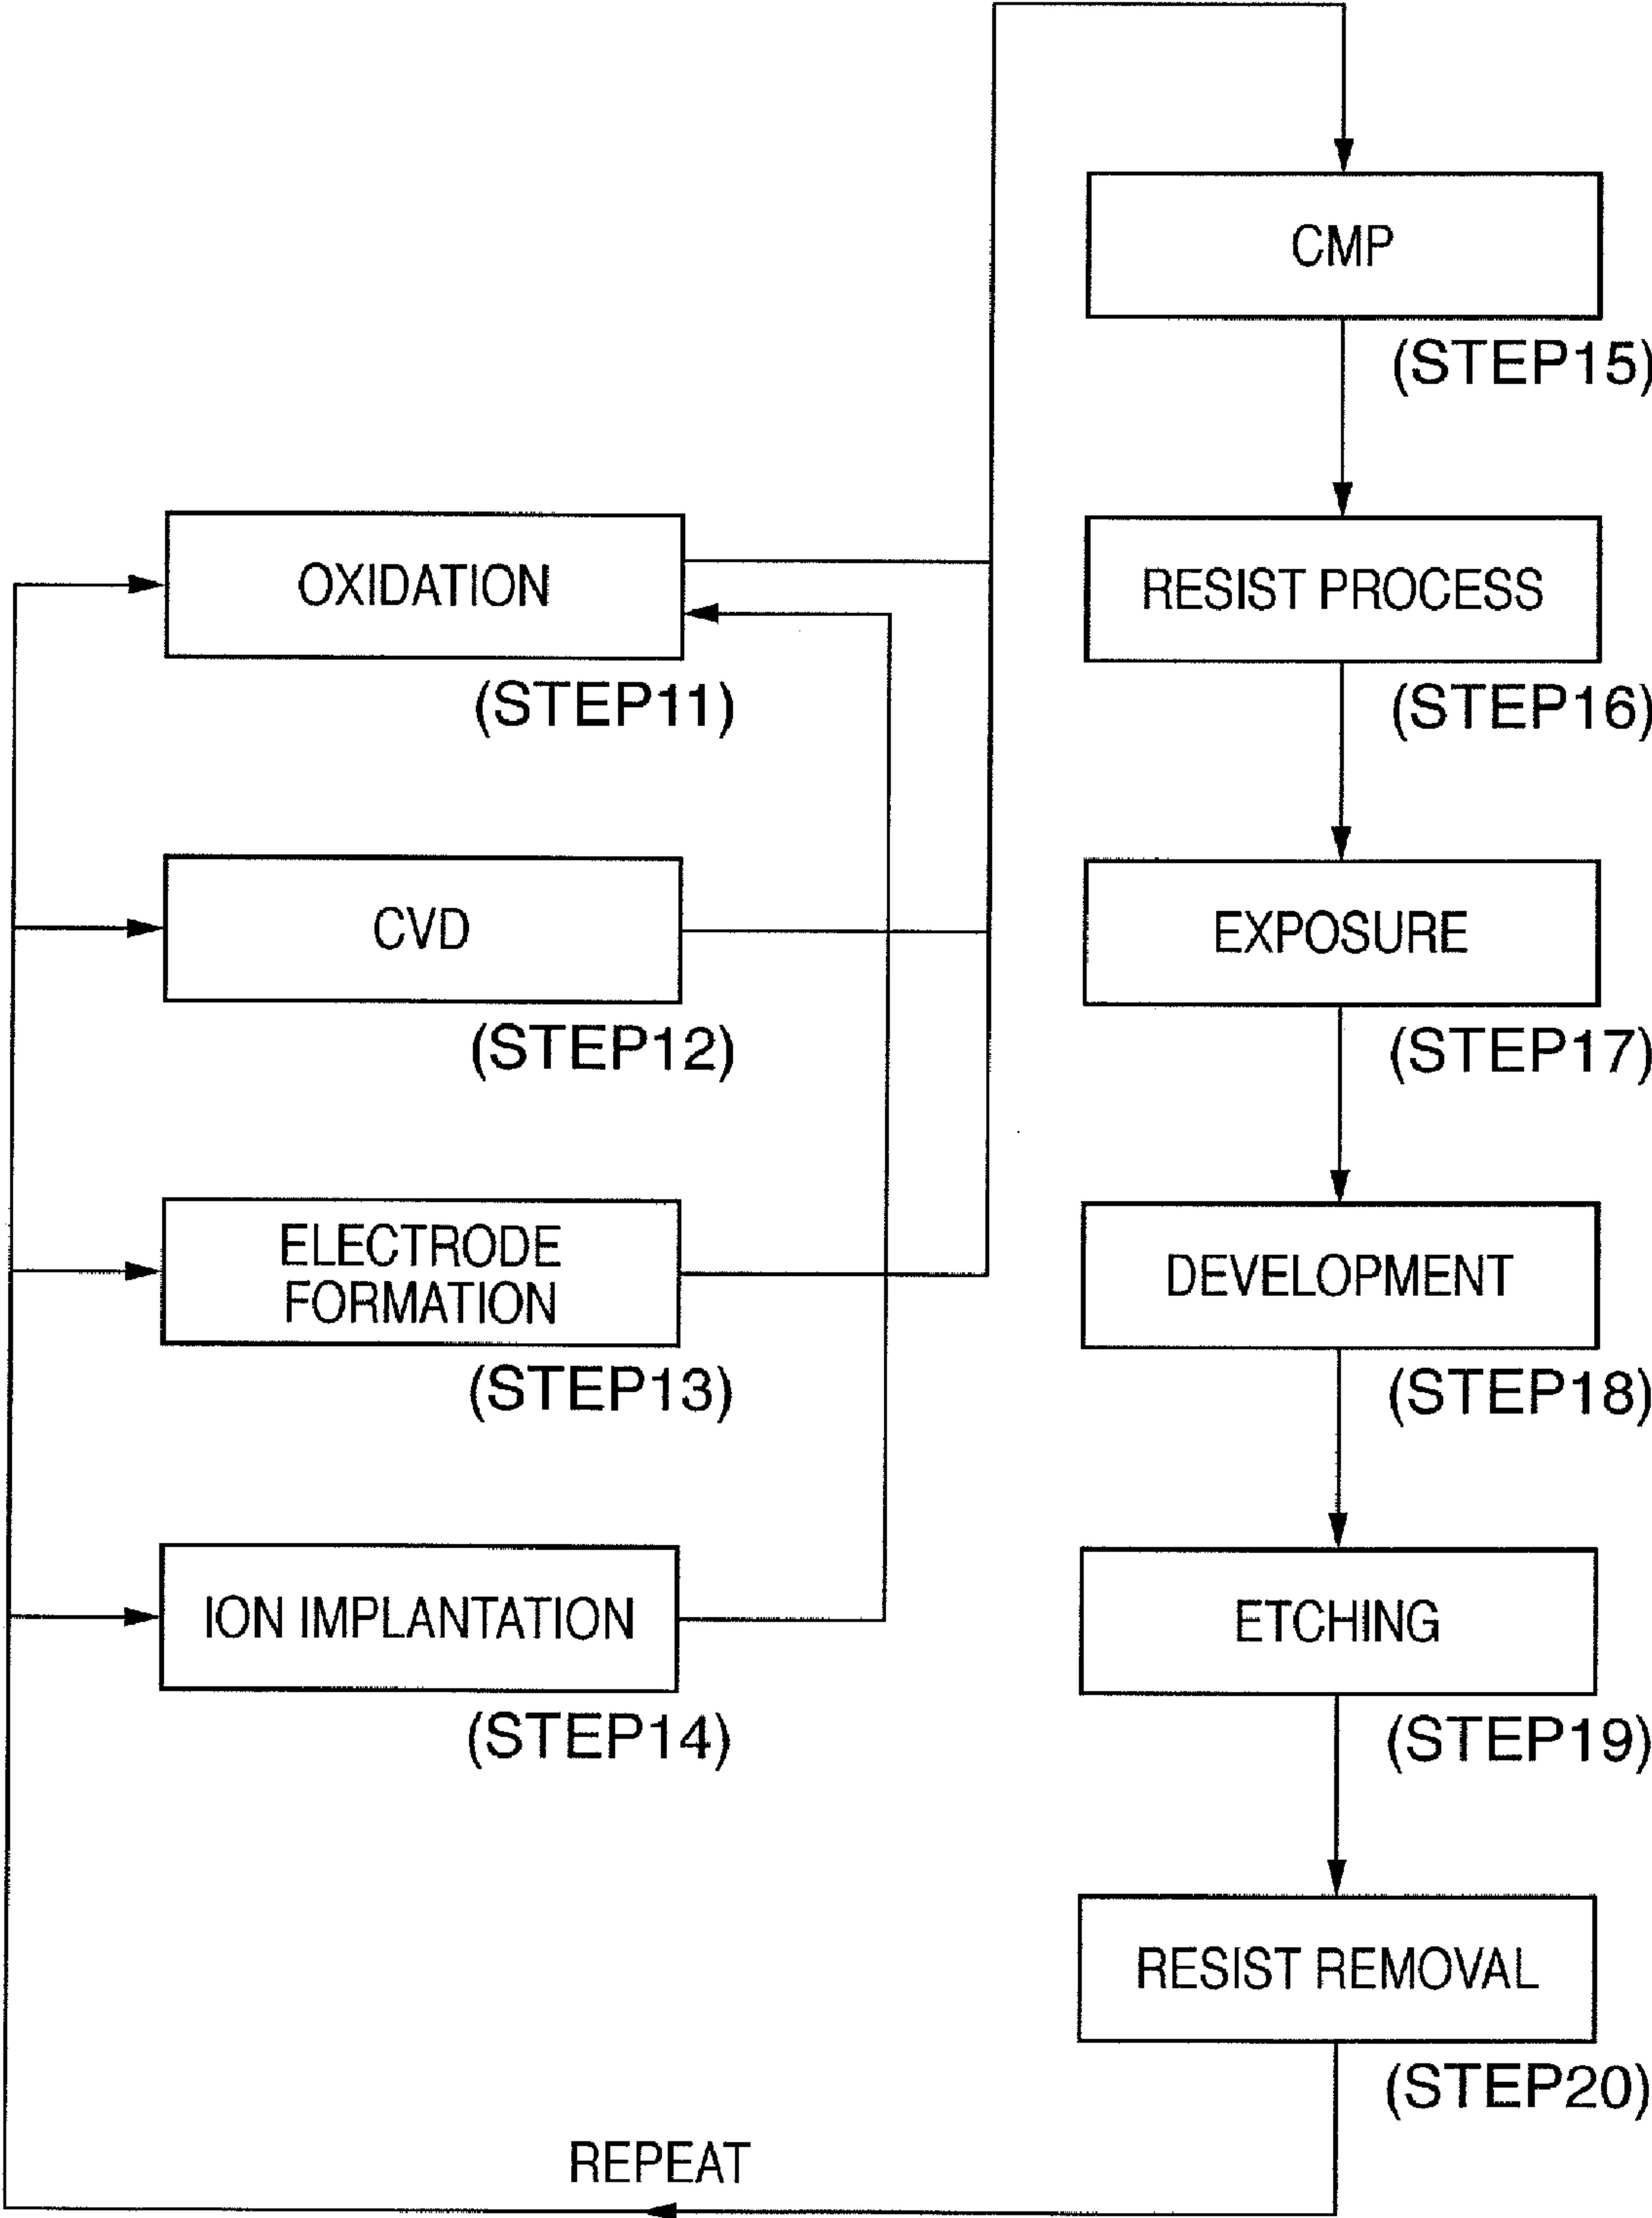 OXIDATION
(STEP11)
CVD
(STEP12)
ELECTRODE
FORMATION
(STEP13)
ION IMPLANTATION
(STEP14)
CMP
(STEP15)
RESIST PROCESS
(STEP16)
EXPOSURE
(STEP17)
DEVELOPMENT
(STEP18)
ETCHING
(STEP19)
RESIST REMOVAL
(STEP20)
REPEAT